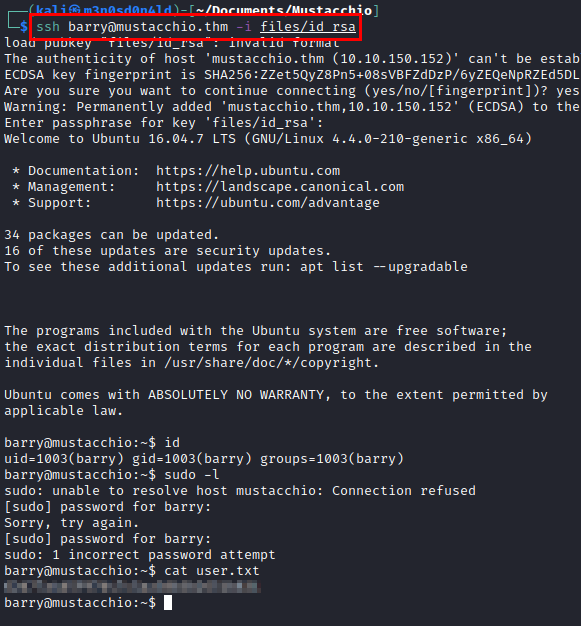 ┌──(kali㉿m3n0sd0n4ld)-[~/Documents/Mustacchio]
└─$ ssh barry@mustacchio.thm -i files/id_rsa
load pubkey "files/id_rsa": invalid format
The authenticity of host 'mustacchio.thm (10.10.150.152)' can't be estab
ECDSA key fingerprint is SHA256:ZZet5QyZ8Pn5+08sVBFZdDzP/6yZEQeNpRZEd5DL
Are you sure you want to continue connecting (yes/no/[fingerprint])? yes
Warning: Permanently added 'mustacchio.thm,10.10.150.152' (ECDSA) to the
Enter passphrase for key 'files/id_rsa':
Welcome to Ubuntu 16.04.7 LTS (GNU/Linux 4.4.0-210-generic x86_64)
* Documentation:  https://help.ubuntu.com
* Management:     https://landscape.canonical.com
* Support:        https://ubuntu.com/advantage
34 packages can be updated.
16 of these updates are security updates.
To see these additional updates run: apt list --upgradable
The programs included with the Ubuntu system are free software;
the exact distribution terms for each program are described in the
individual files in /usr/share/doc/*/copyright.
Ubuntu comes with ABSOLUTELY NO WARRANTY, to the extent permitted by
applicable law.
barry@mustacchio:~$ id
uid=1003(barry) gid=1003(barry) groups=1003(barry)
barry@mustacchio:~$ sudo -l
sudo: unable to resolve host mustacchio: Connection refused
[sudo] password for barry:
Sorry, try again.
[sudo] password for barry:
sudo: 1 incorrect password attempt
barry@mustacchio:~$ cat user.txt
barry@mustacchio:~$